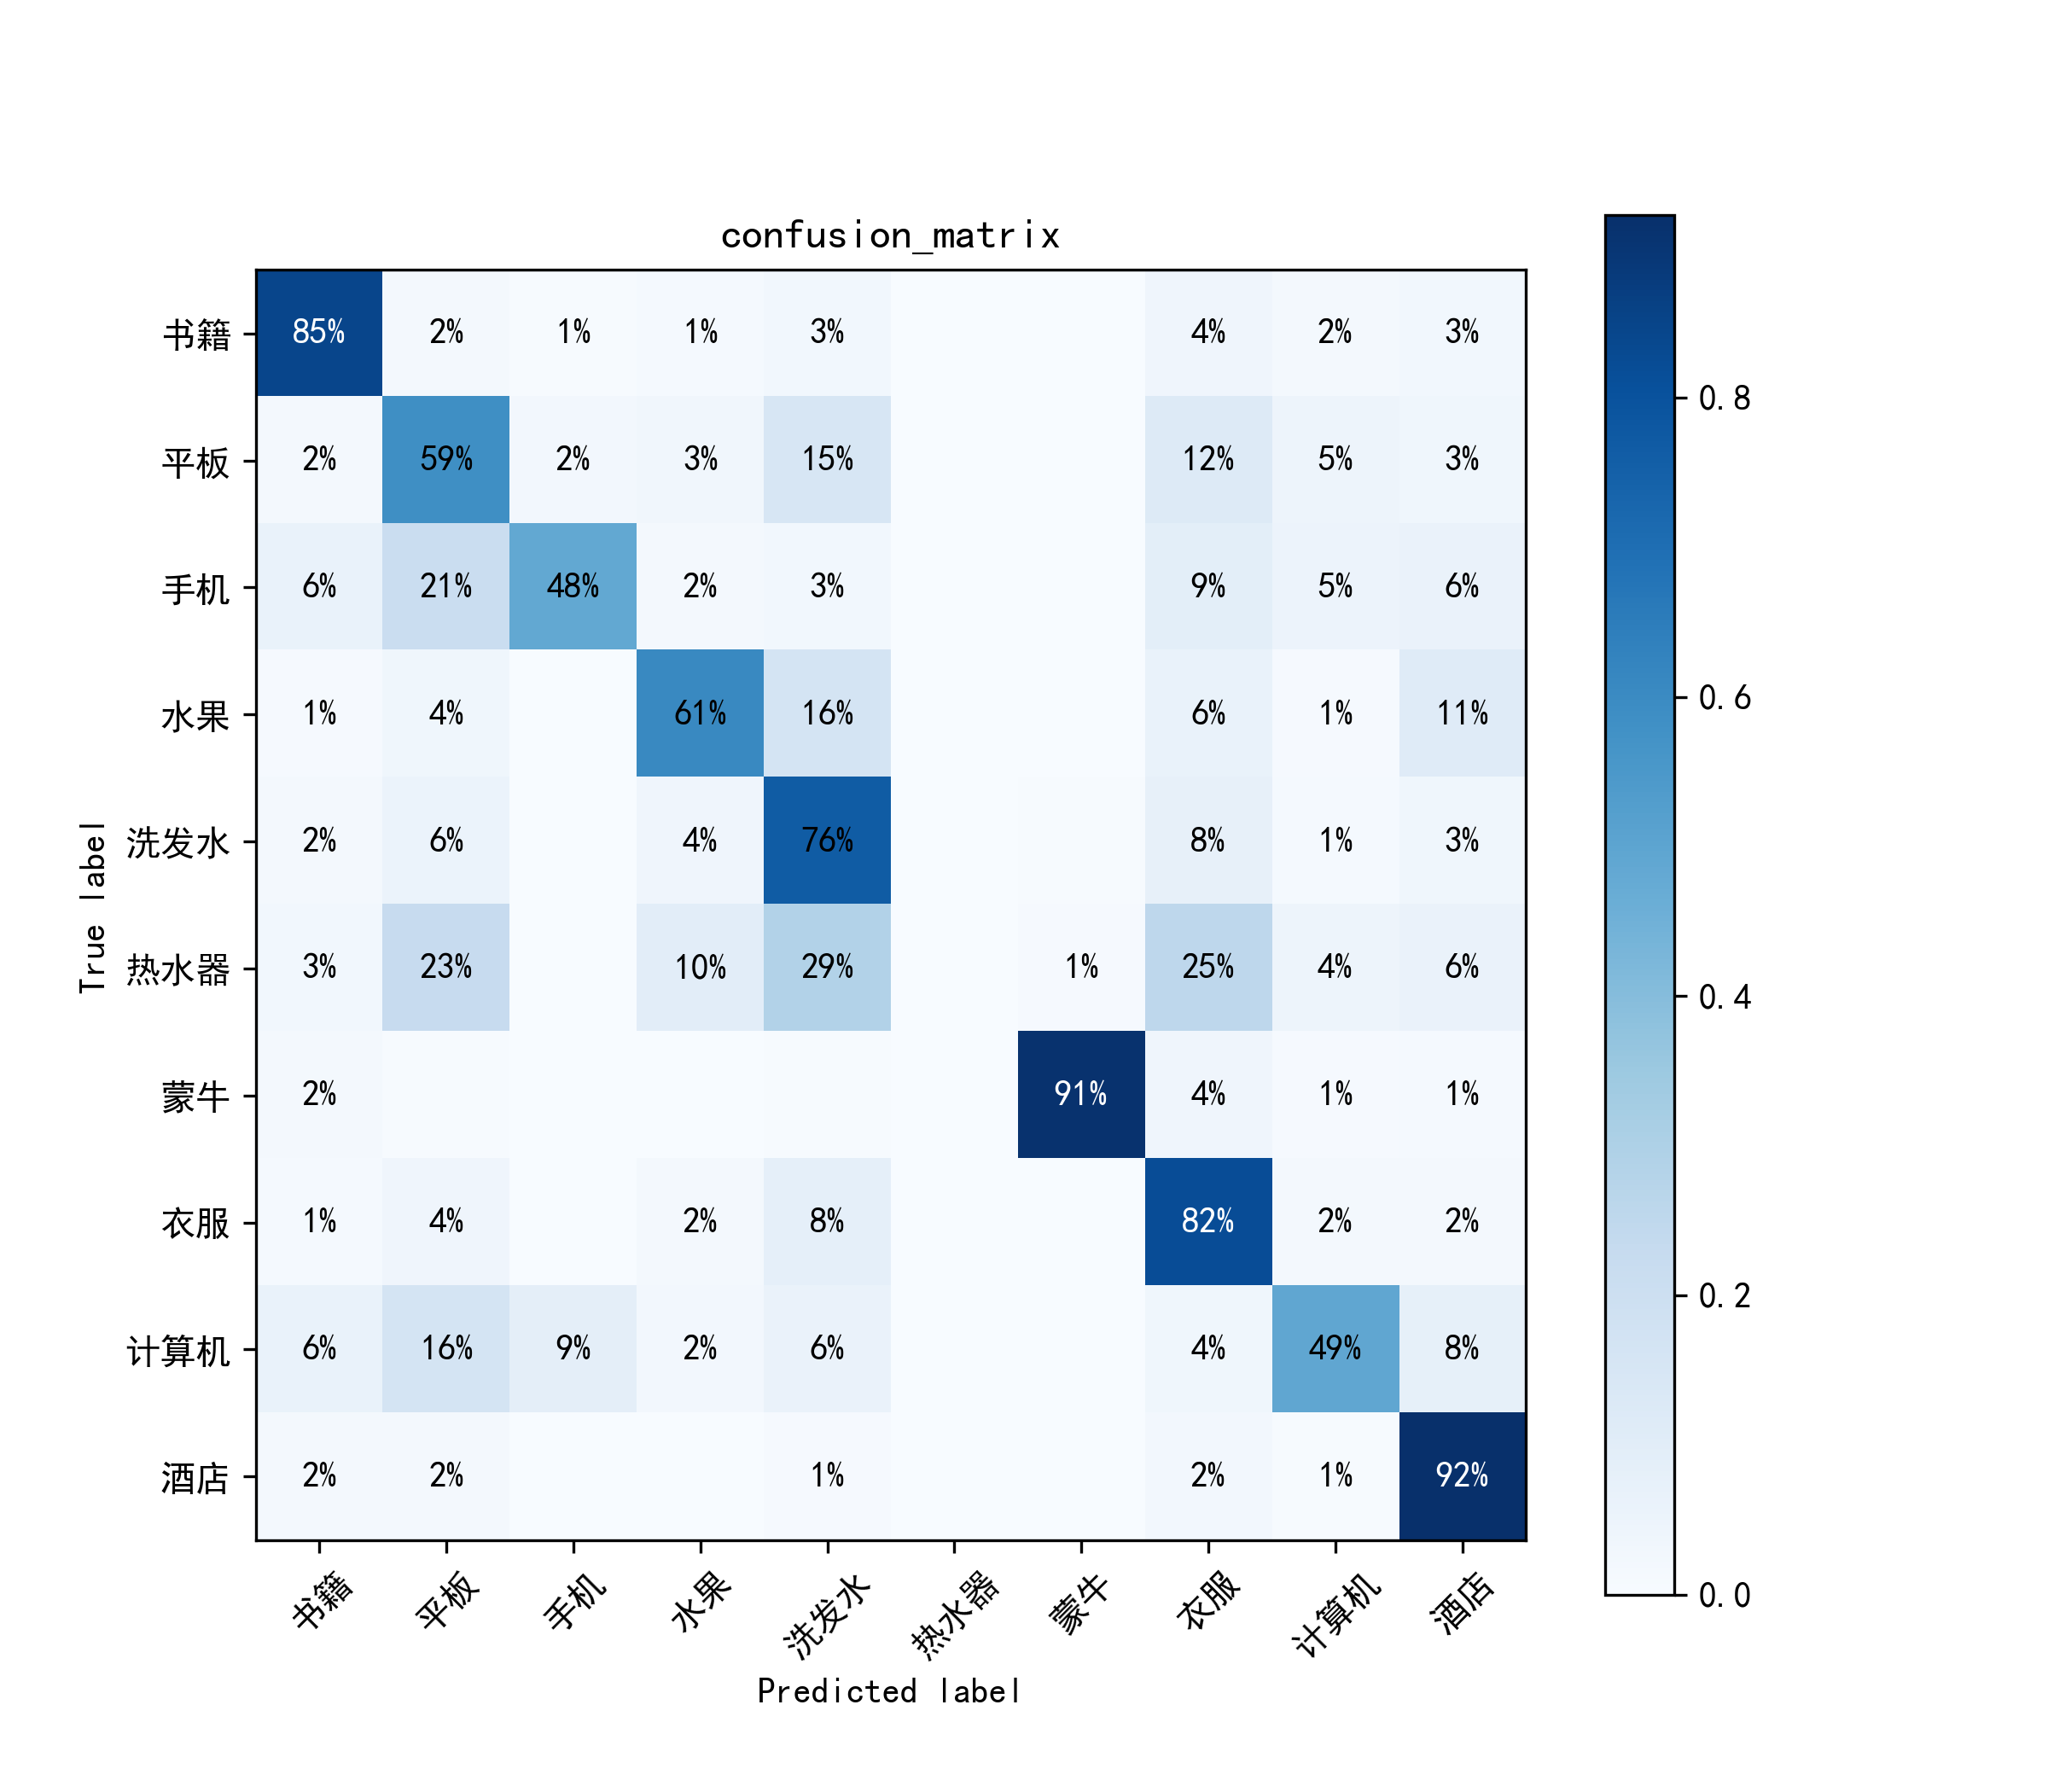 confusion_matrix
书籍 85% 2% 1% 1% 3% 4% 2% 3%
平板 2% 59% 2% 3% 15% 12% 5% 3%
手机 6% 21% 48% 2% 3% 9% 5% 6%
水果 1% 4% 61% 16% 6% 1% 11%
洗发水 2% 6% 4% 76% 8% 1% 3%
热水器 3% 23% 10% 29% 1% 25% 4% 6%
蒙牛 2% 91% 4% 1% 1%
衣服 1% 4% 2% 8% 82% 2% 2%
计算机 6% 16% 9% 2% 6% 4% 49% 8%
酒店 2% 2% 1% 2% 1% 92%
True label
书籍 平板 手机 水果 洗发水 热水器 蒙牛 衣服 计算机 酒店
Predicted label
0.8
0.6
0.4
0.2
0.0